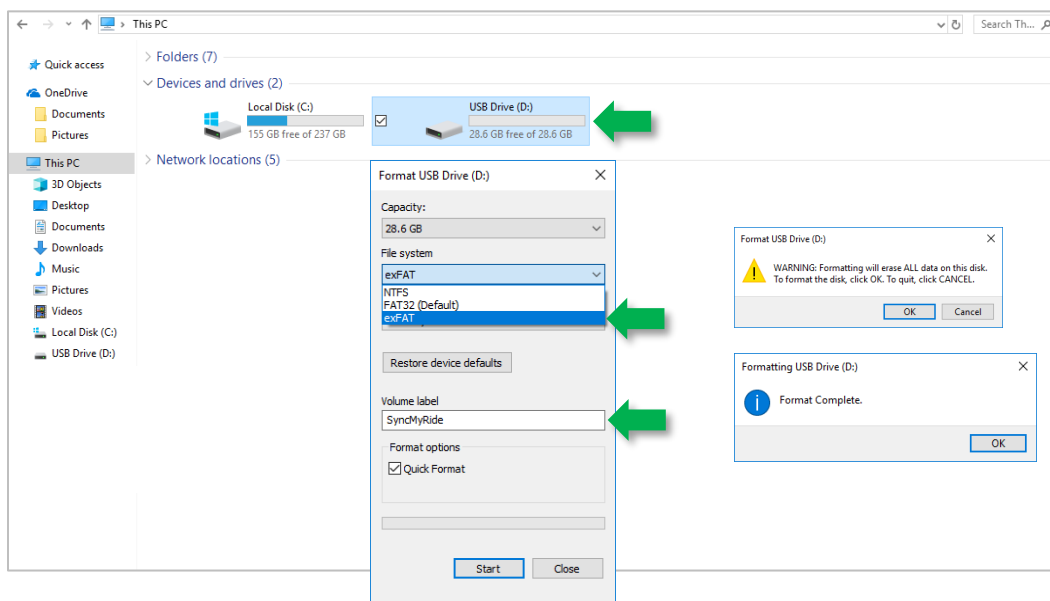 This PC
Search Th...
Quick access
OneDrive
Documents
Pictures
This PC
3D Objects
Desktop
Documents
Downloads
Music
Pictures
Videos
Local Disk (C:)
USB Drive (D:)
Folders (7)
Devices and drives (2)
Local Disk (C:)
155 GB free of 237 GB
USB Drive (D:)
28.6 GB free of 28.6 GB
Network locations (5)
Format USB Drive (D:)
Capacity:
28.6 GB
File system
exFAT
NTFS
FAT32 (Default)
exFAT
Restore device defaults
Volume label
SyncMyRide
Format options
Quick Format
Start
Close
Format USB Drive (D:)
WARNING: Formatting will erase ALL data on this disk.
To format the disk, click OK. To quit, click CANCEL.
OK
Cancel
Formatting USB Drive (D:)
Format Complete.
OK